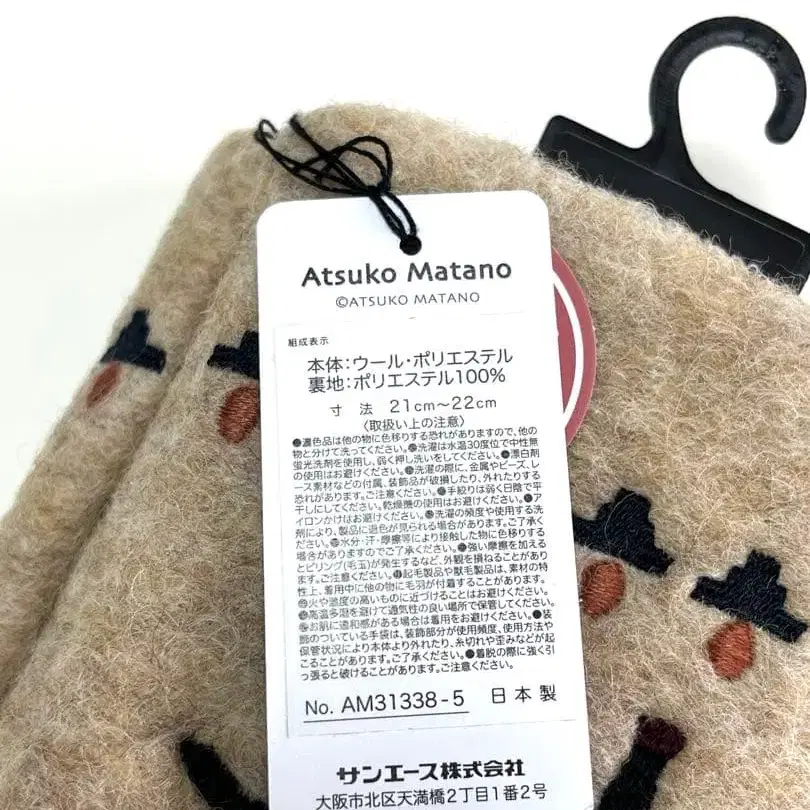 Atsuko Matano
©ATSUKO MATANO
組成表示
本体：ウール・ポリエステル
裏地：ポリエステル100%
寸 法 21cm～22cm
〈取扱い上の注意〉
●濃色品は他の物に色移りする恐れがありますので、他の
物と分けて洗ってください。洗濯は水温30度位で中性無
蛍光洗剤を使用し、弱く押し洗いをしてください。漂白剤
の使用はお避けください。洗濯の際に、金属やビーズ、レ
ース素材などの付属、装飾品が破損したり、外れたりする
恐れがあります。ご注意ください。手絞りは弱く日陰で平
干しにしてください。乾燥機の使用はお避けください。ア
イロンかけはお避けください。洗濯の頻度や使用する洗
剤により、製品に退色が見られる場合があります。ご了承く
ださい。水分・汗・摩擦等により接触した物に色移りする
場合がありますのでご了承ください。●強い摩擦を加える
とピリング(毛玉)が発生するなど、外観を損ねることがあり
ます。ご注意ください。起毛製品や獣毛製品は、素材の特
性上、着用中に他の物に毛羽が付着することがあります。
火や温度の高いものに近づけることはお避けください。
高温多湿を避けて通気性の良い場所で保管してください。
お肌に違和感がある場合は着用をお避けください。●装
飾のついている手袋は、装飾部分が使用頻度、使用方法や
保管状況により本体より外れたり、糸切れや歪みなどが起
こることがあります。ご了承ください。●着脱の際に強く引
っ張ると破けることがあります。ご注意ください。
No. AM31338-5 日本製
サンエース株式会社
大阪市北区天満橋2丁目1番2号